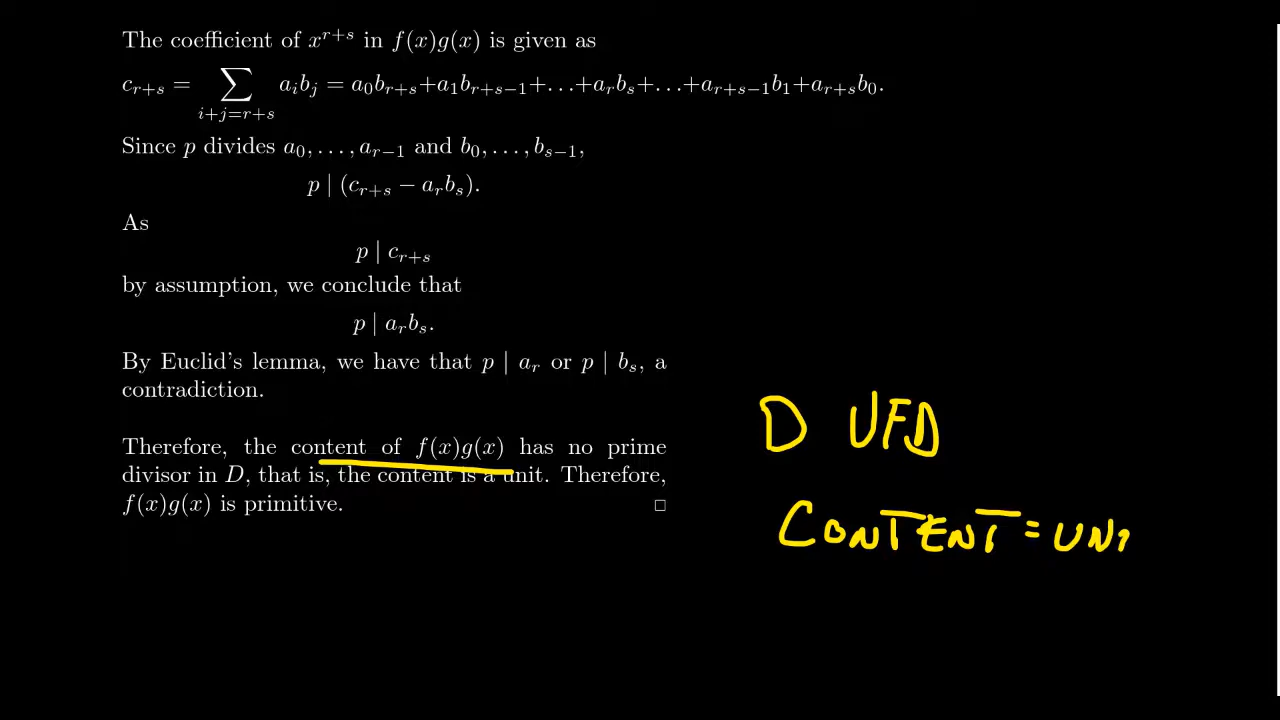 The coefficient of x^{r+s} in f(x)g(x) is given as
c_{r+s} = ∑_{i+j=r+s} a_i b_j = a_0 b_{r+s} + a_1 b_{r+s−1} + . . . + a_r b_s + . . . + a_{r+s−1} b_1 + a_{r+s} b_0.
Since p divides a_0, . . . , a_{r−1} and b_0, . . . , b_{s−1},
p | (c_{r+s} − a_r b_s).
As
p | c_{r+s}
by assumption, we conclude that
p | a_r b_s.
By Euclid's lemma, we have that p | a_r or p | b_s, a
contradiction.
Therefore, the content of f(x)g(x) has no prime
divisor in D, that is, the content is a unit. Therefore,
f(x)g(x) is primitive. □
D UFD
CONTENT = UNI